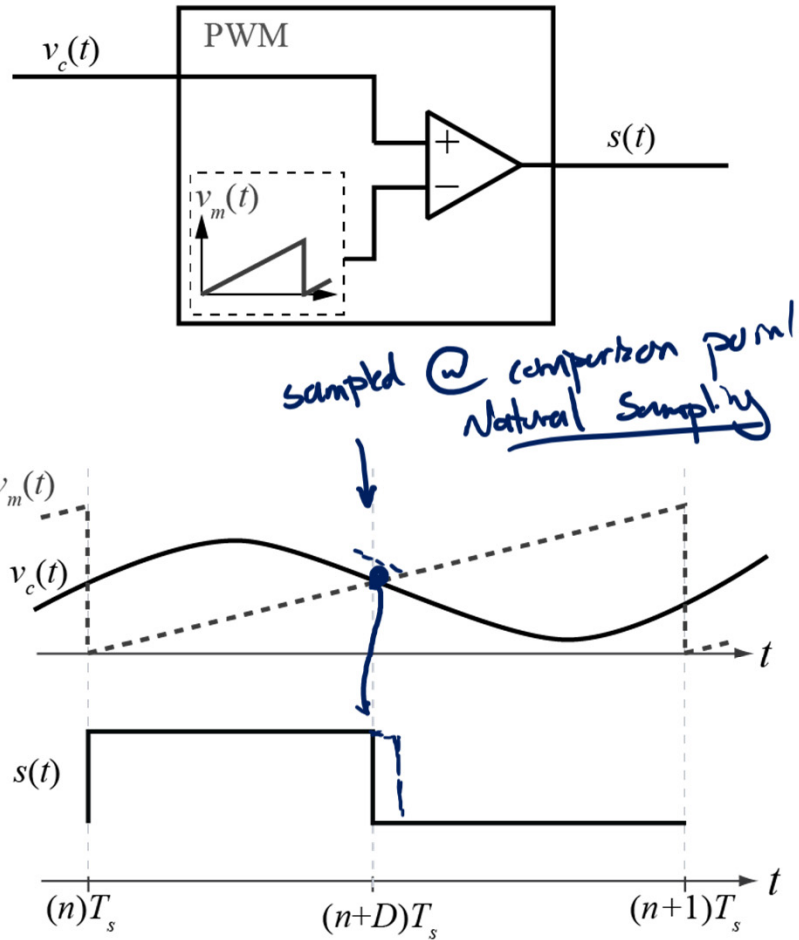 PWM
v_c(t)
s(t)
+
v_m(t)
−
sampled @ comparison point
Natural Sampling
v_m(t)
v_c(t)
t
s(t)
t
(n)T_s
(n+D)T_s
(n+1)T_s